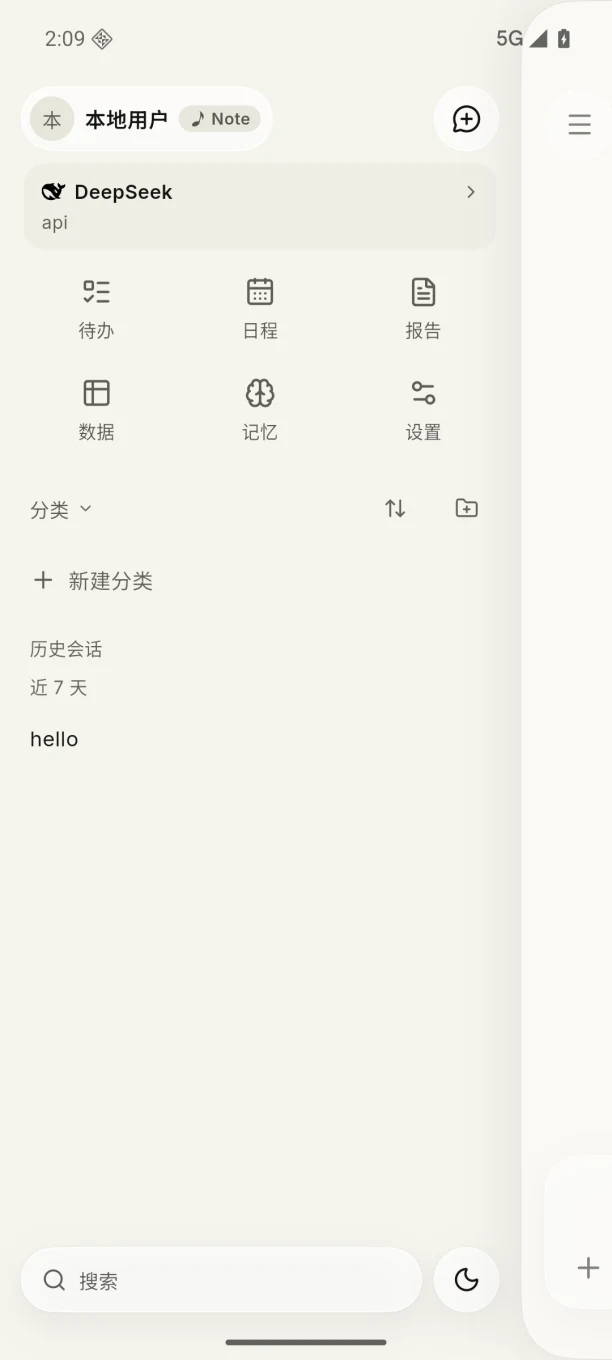 2:09
5G
本 本地用户 Note
DeepSeek
api
待办 日程 报告
数据 记忆 设置
分类
新建分类
历史会话
近 7 天
hello
搜索